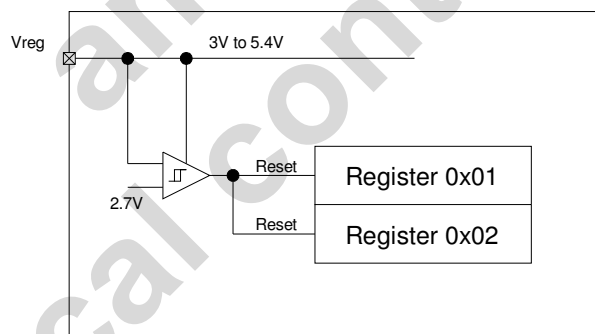 Vreg
3V to 5.4V
Reset
Register 0x01
2.7V
Reset
Register 0x02